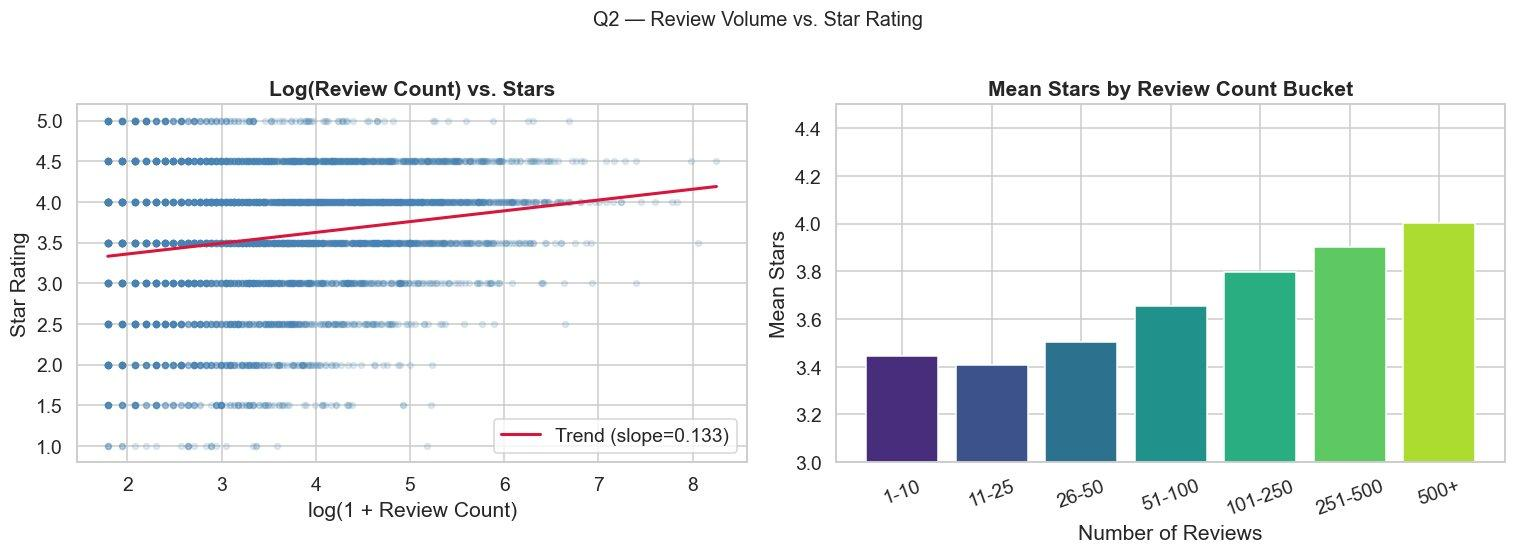 Q2 — Review Volume vs. Star Rating
Log(Review Count) vs. Stars
Star Rating
5.0
4.5
4.0
3.5
3.0
2.5
2.0
1.5
1.0
Trend (slope=0.133)
2 3 4 5 6 7 8
log(1 + Review Count)
Mean Stars by Review Count Bucket
Mean Stars
4.4
4.2
4.0
3.8
3.6
3.4
3.2
3.0
1-10 11-25 26-50 51-100 101-250 251-500 500+
Number of Reviews